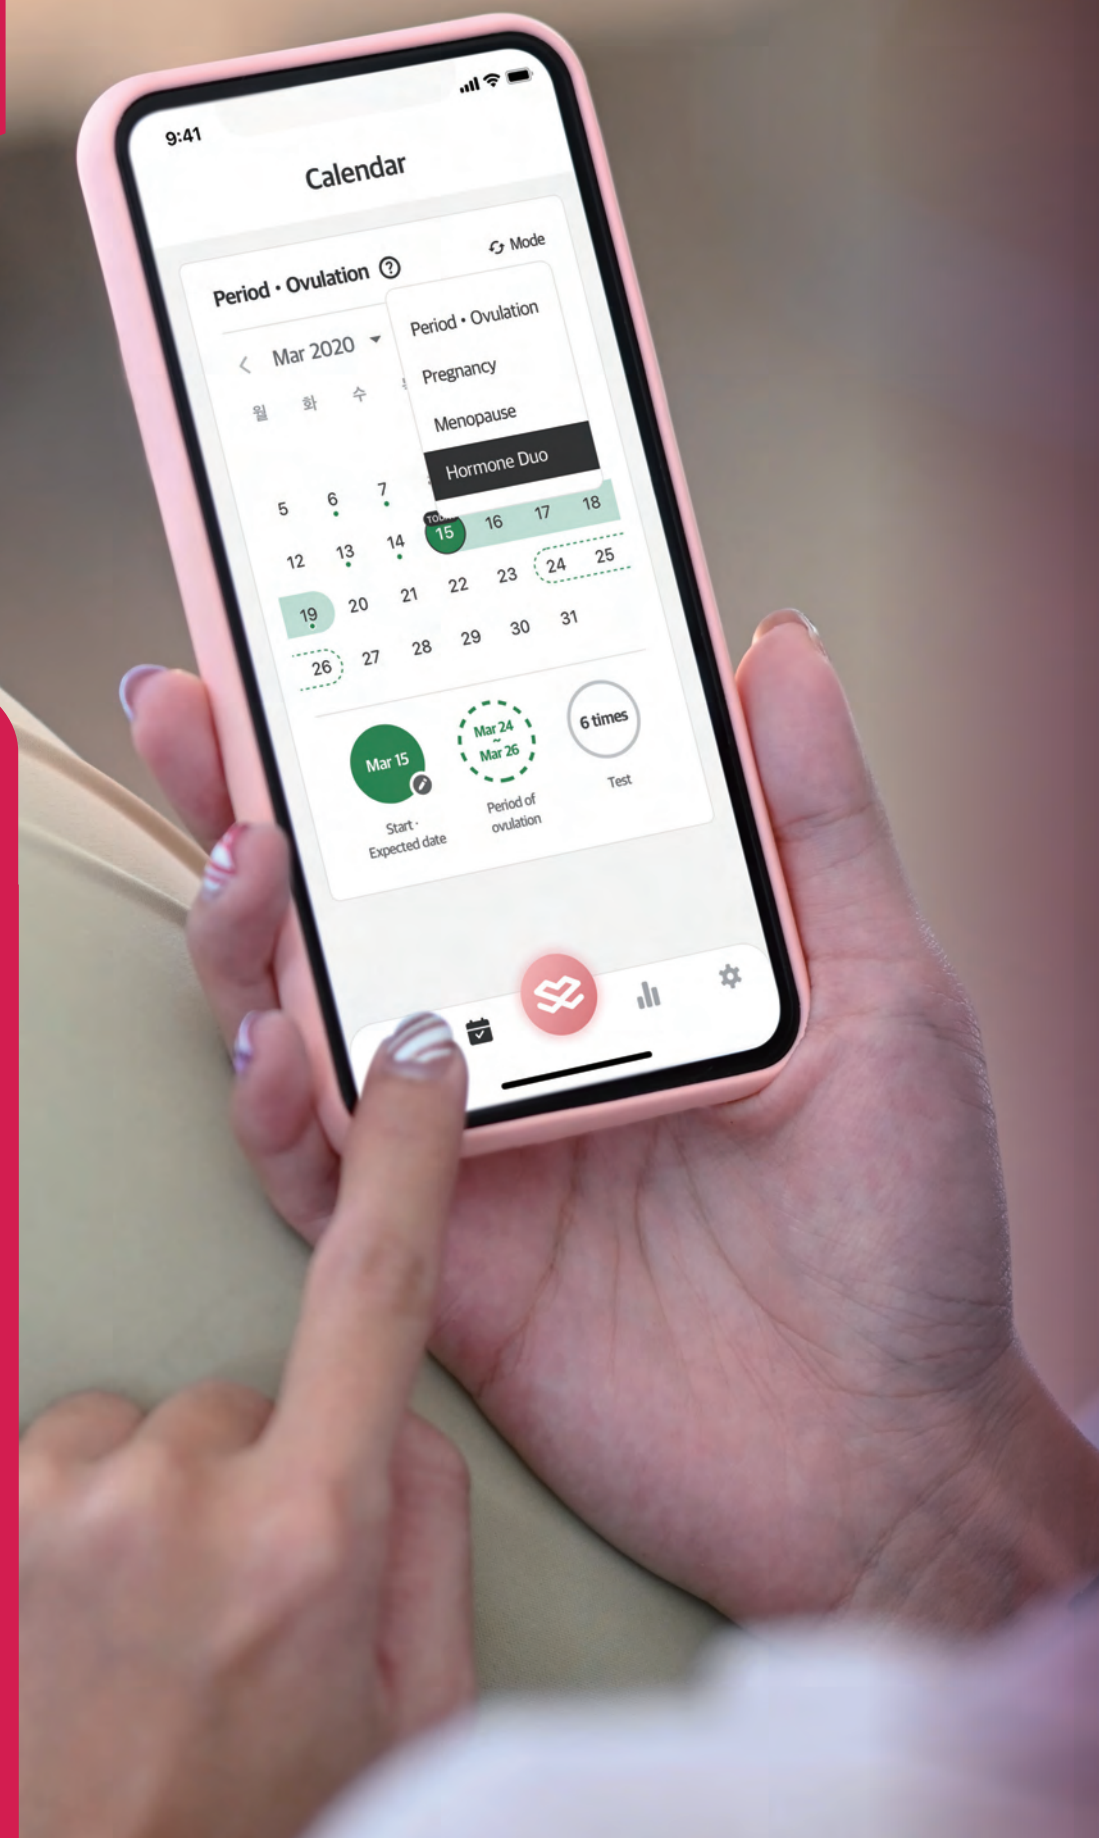 9:41
Calendar
Period • Ovulation ?
Mode
Mar 2020
월 화 수
Period • Ovulation
Pregnancy
Menopause
Hormone Duo
5 6 7
TODAY
12 13 14 15 16 17 18
19 20 21 22 23 24 25
26 27 28 29 30 31
Mar 15
Mar 24
~
Mar 26
6 times
Start ·
Expected date
Period of
ovulation
Test